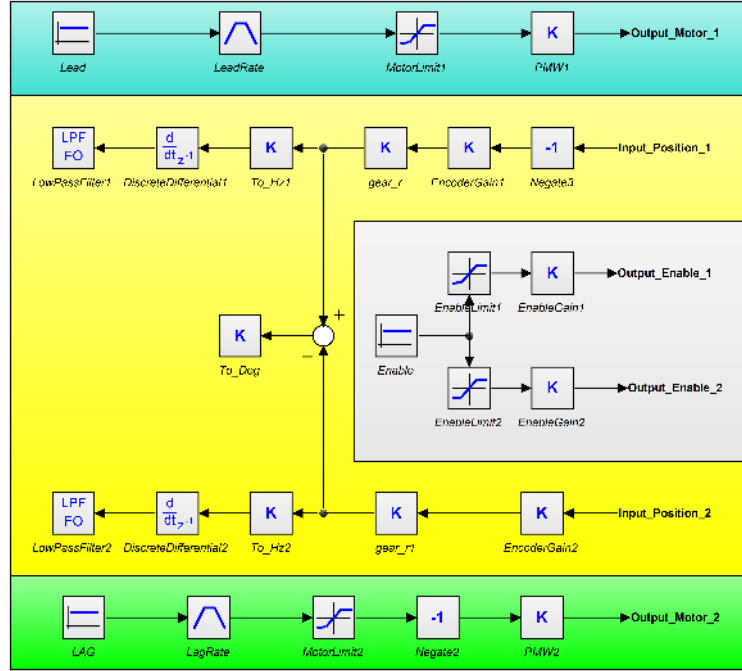 K
Output_Motor_1
Lead
LeadRate
MotorLimit1
PMW1
LPF
FO
d
dt z⁻¹
K
K
K
-1
Input_Position_1
LowPassFilter1
DiscreteDifferential1
To_Hz1
gear_r
EncoderGain1
Negate3
K
Output_Enable_1
EnableLimit1
EnableGain1
+
K
−
To_Deg
Enable
K
Output_Enable_2
EnableLimit2
EnableGain2
LPF
FO
d
dt z⁻¹
K
K
K
Input_Position_2
LowPassFilter2
DiscreteDifferential2
To_Hz2
gear_r1
EncoderGain2
-1
K
Output_Motor_2
LAG
LagRate
MotorLimit2
Negate2
PMW2